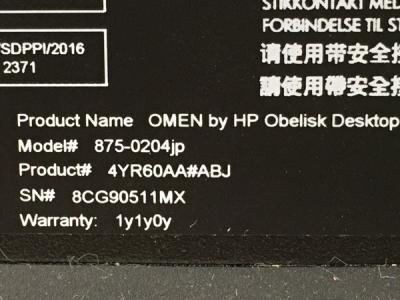 STIKKONTAKT MED
FORBINDELSE TIL ST
请使用带安全接
請使用帶安全接
/SDPPI/2016
2371
Product Name OMEN by HP Obelisk Desktop
Model# 875-0204jp
Product# 4YR60AA#ABJ
SN# 8CG90511MX
Warranty: 1y1y0y